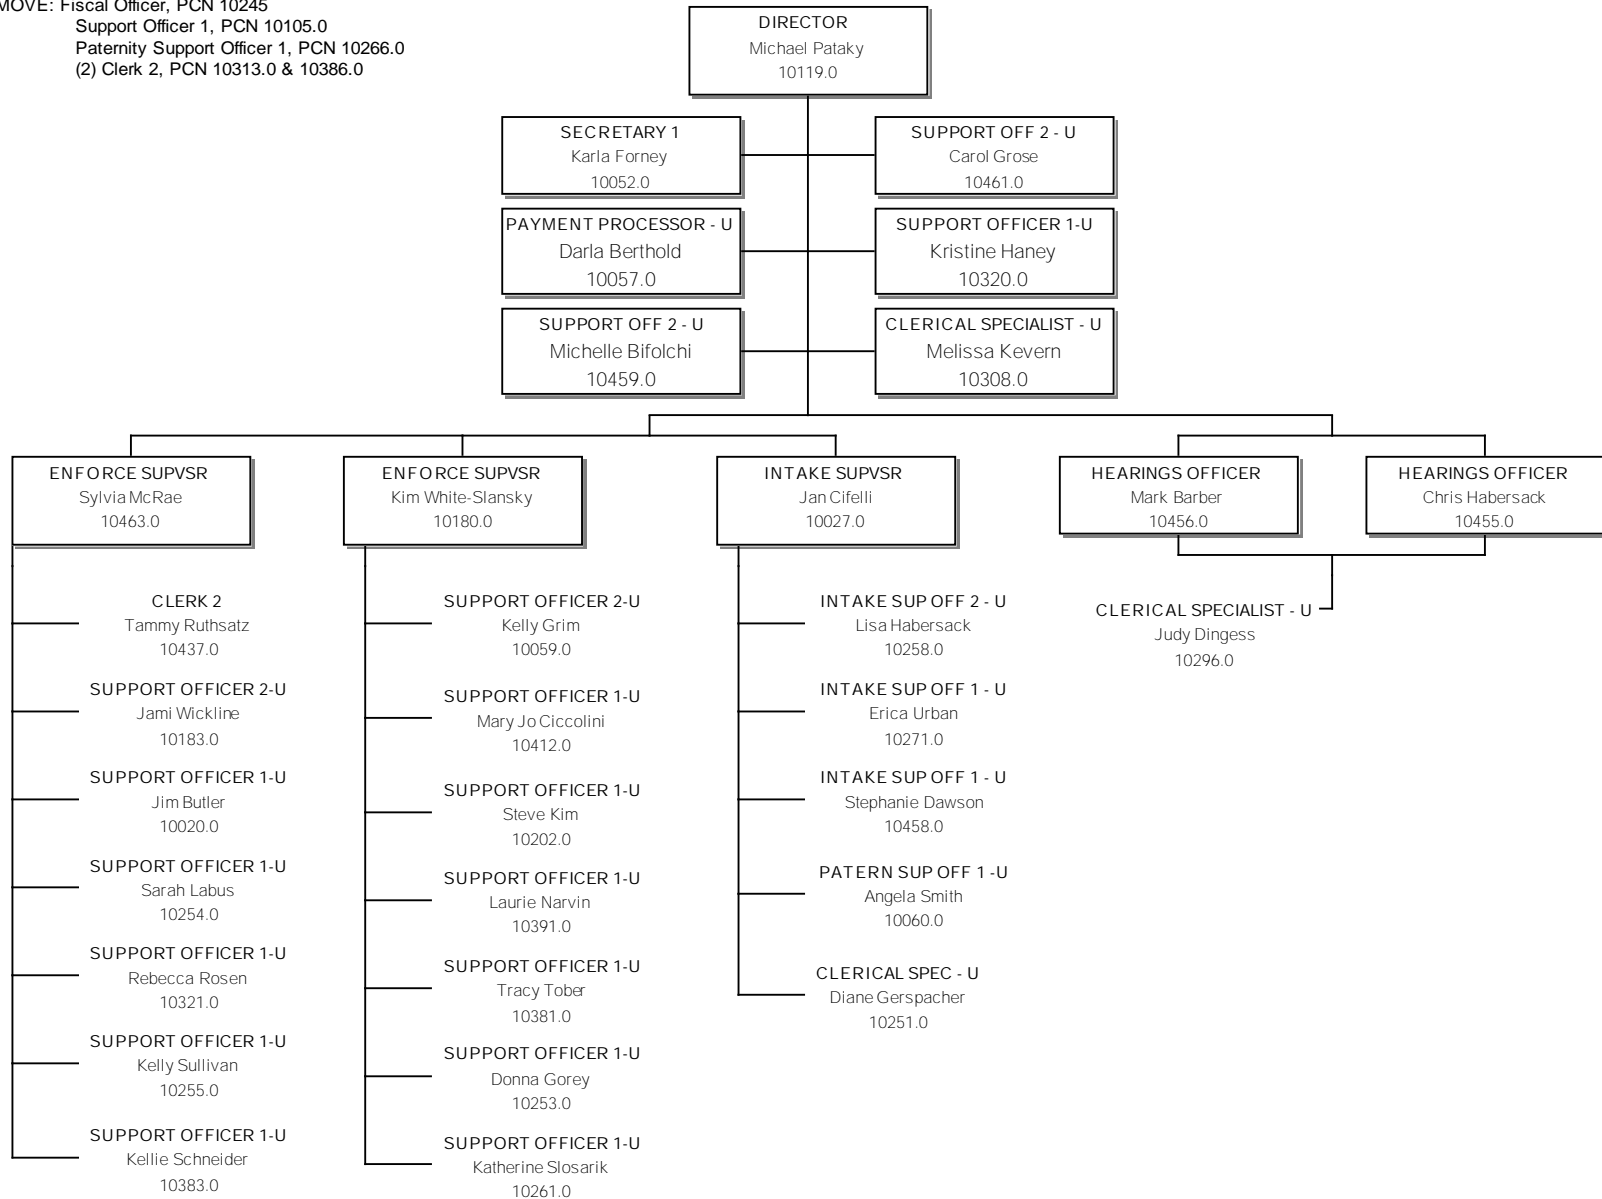 MOVE: Fiscal Officer, PCN 10245
Support Officer 1, PCN 10105.0
Paternity Support Officer 1, PCN 10266.0
(2) Clerk 2, PCN 10313.0 & 10386.0
DIRECTOR
Michael Pataky
10119.0
SECRETARY 1
Karla Forney
10052.0
SUPPORT OFF 2 - U
Carol Grose
10461.0
PAYMENT PROCESSOR - U
Darla Berthold
10057.0
SUPPORT OFFICER 1-U
Kristine Haney
10320.0
SUPPORT OFF 2 - U
Michelle Bifolchi
10459.0
CLERICAL SPECIALIST - U
Melissa Kevern
10308.0
ENFORCE SUPVSR
Sylvia McRae
10463.0
CLERK 2
Tammy Ruthsatz
10437.0
SUPPORT OFFICER 2-U
Jami Wickline
10183.0
SUPPORT OFFICER 1-U
Jim Butler
10020.0
SUPPORT OFFICER 1-U
Sarah Labus
10254.0
SUPPORT OFFICER 1-U
Rebecca Rosen
10321.0
SUPPORT OFFICER 1-U
Kelly Sullivan
10255.0
SUPPORT OFFICER 1-U
Kellie Schneider
10383.0
ENFORCE SUPVSR
Kim White-Slansky
10180.0
SUPPORT OFFICER 2-U
Kelly Grim
10059.0
SUPPORT OFFICER 1-U
Mary Jo Ciccolini
10412.0
SUPPORT OFFICER 1-U
Steve Kim
10202.0
SUPPORT OFFICER 1-U
Laurie Narvin
10391.0
SUPPORT OFFICER 1-U
Tracy Tober
10381.0
SUPPORT OFFICER 1-U
Donna Gorey
10253.0
SUPPORT OFFICER 1-U
Katherine Slosarik
10261.0
INTAKE SUPVSR
Jan Cifelli
10027.0
INTAKE SUP OFF 2 - U
Lisa Habersack
10258.0
INTAKE SUP OFF 1 - U
Erica Urban
10271.0
INTAKE SUP OFF 1 - U
Stephanie Dawson
10458.0
PATERN SUP OFF 1 -U
Angela Smith
10060.0
CLERICAL SPEC - U
Diane Gerspacher
10251.0
HEARINGS OFFICER
Mark Barber
10456.0
HEARINGS OFFICER
Chris Habersack
10455.0
CLERICAL SPECIALIST - U
Judy Dingess
10296.0